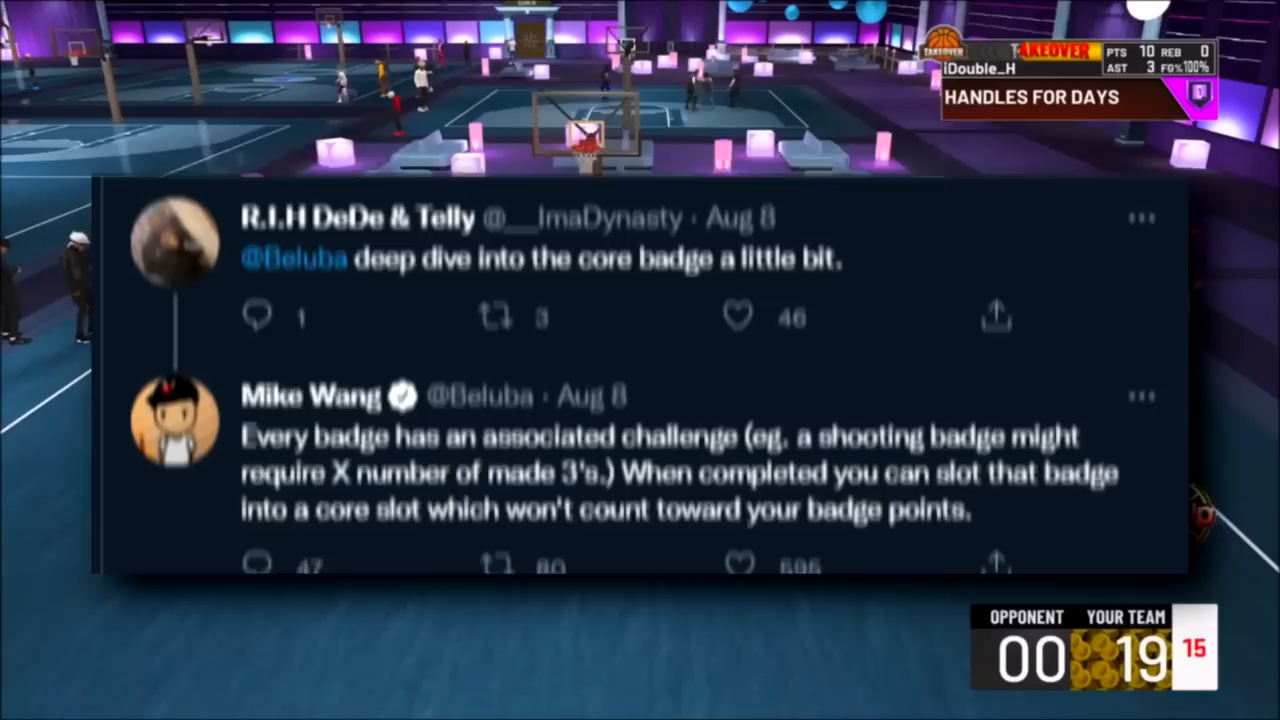 TAKEOVER
TAKEOVER
PTS 10 REB 0
iDouble_H
AST 3 FG% 100%
HANDLES FOR DAYS
R.I.H DeDe & Telly @__ImaDynasty · Aug 8
@Beluba deep dive into the core badge a little bit.
1 3 46
Mike Wang @Beluba · Aug 8
Every badge has an associated challenge (eg. a shooting badge might
require X number of made 3's.) When completed you can slot that badge
into a core slot which won't count toward your badge points.
47 80 595
OPPONENT YOUR TEAM
00 19 15